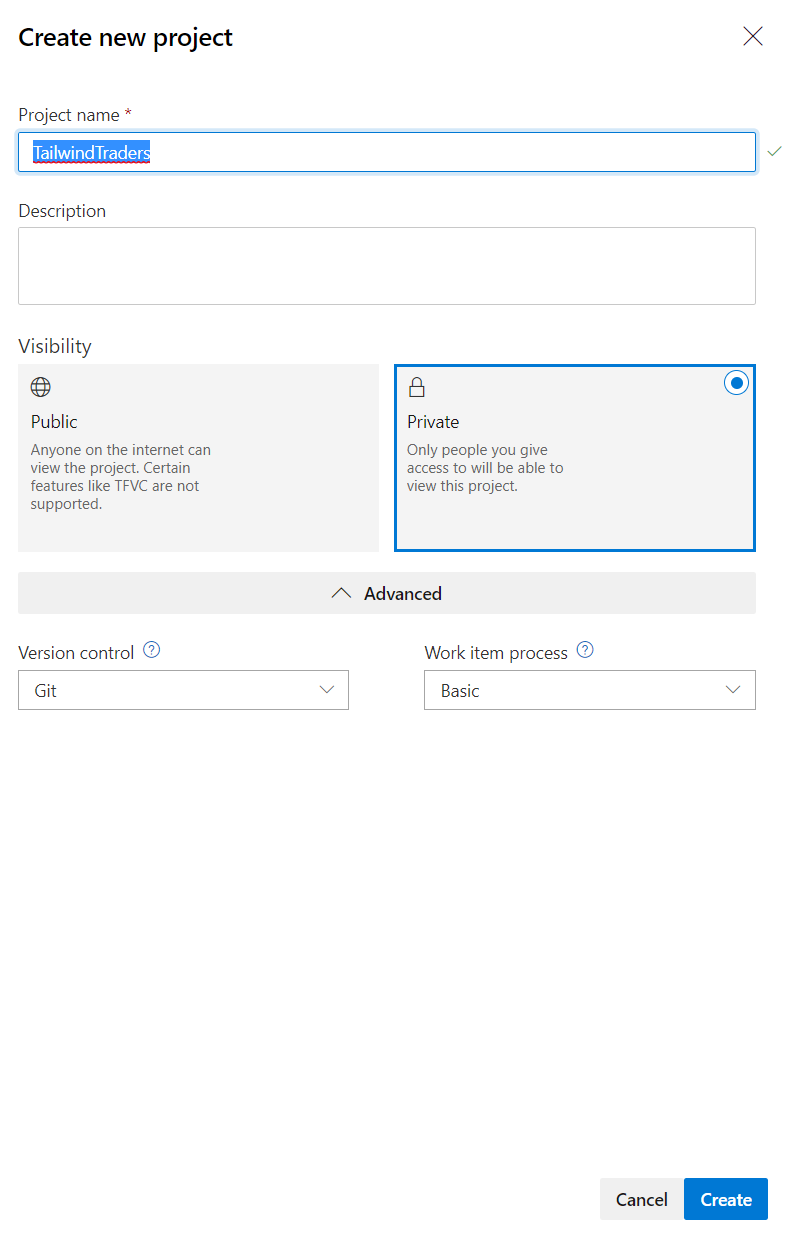 Create new project
Project name *
TailwindTraders
Description
Visibility
Public
Anyone on the internet can
view the project. Certain
features like TFVC are not
supported.
Private
Only people you give
access to will be able to
view this project.
Advanced
Version control ?
Git
Work item process ?
Basic
Cancel
Create